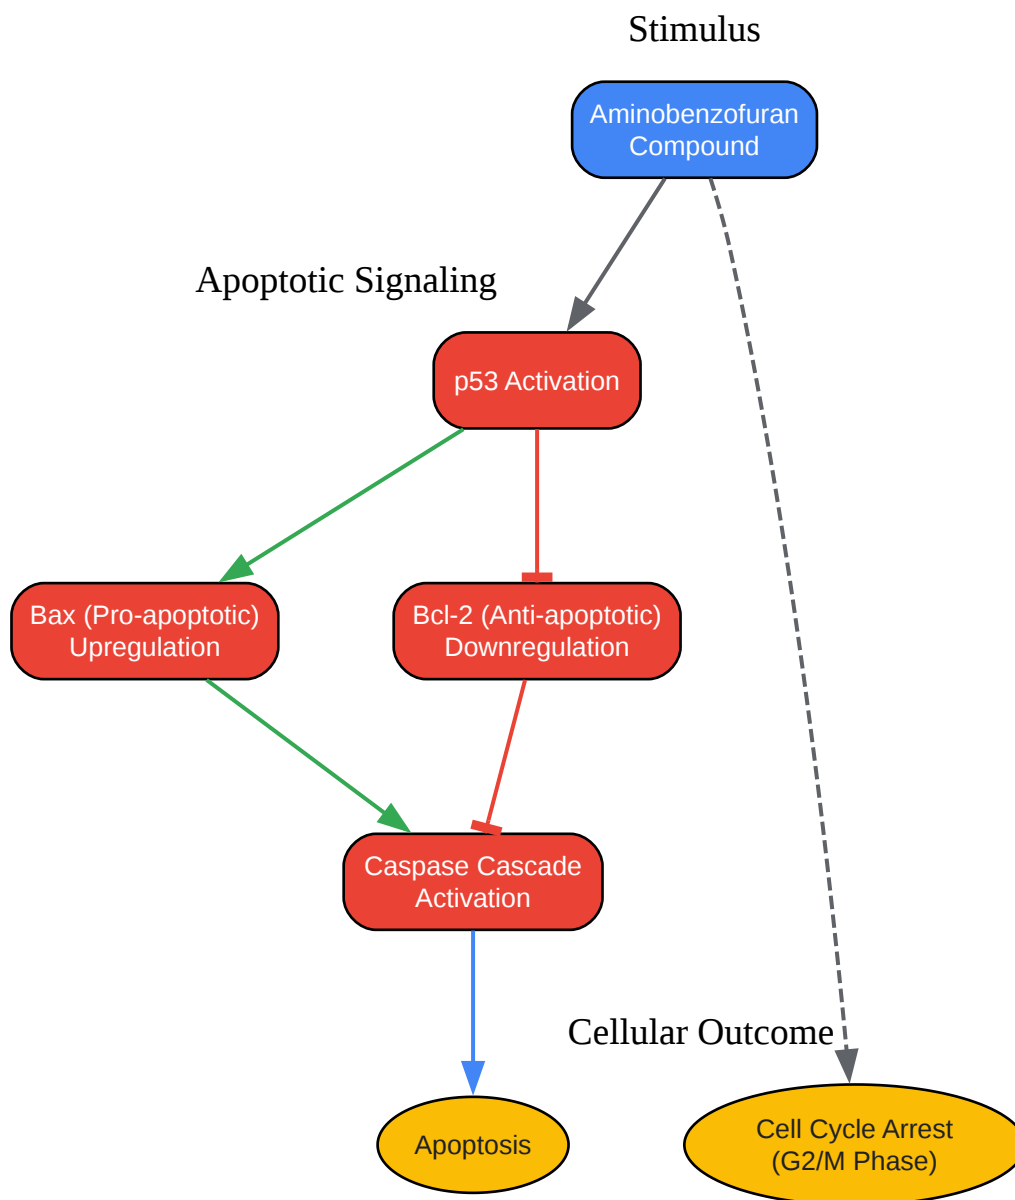 Stimulus
Aminobenzofuran
Compound
Apoptotic Signaling
p53 Activation
Bax (Pro-apoptotic)
Upregulation
Bcl-2 (Anti-apoptotic)
Downregulation
Caspase Cascade
Activation
Cellular Outcome
Apoptosis
Cell Cycle Arrest
(G2/M Phase)